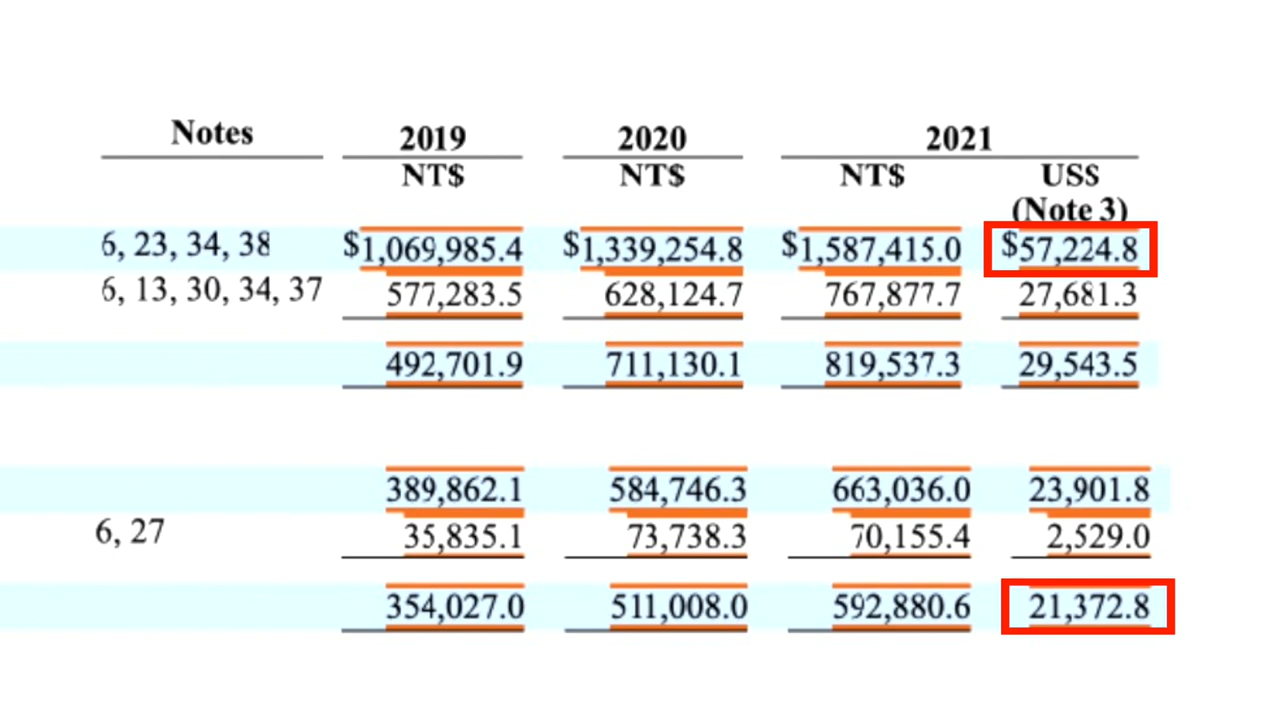 Notes 2019 2020 2021
NT$ NT$ NT$ US$
(Note 3)
6, 23, 34, 38 $1,069,985.4 $1,339,254.8 $1,587,415.0 $57,224.8
6, 13, 30, 34, 37 577,283.5 628,124.7 767,877.7 27,681.3
492,701.9 711,130.1 819,537.3 29,543.5
389,862.1 584,746.3 663,036.0 23,901.8
6, 27 35,835.1 73,738.3 70,155.4 2,529.0
354,027.0 511,008.0 592,880.6 21,372.8